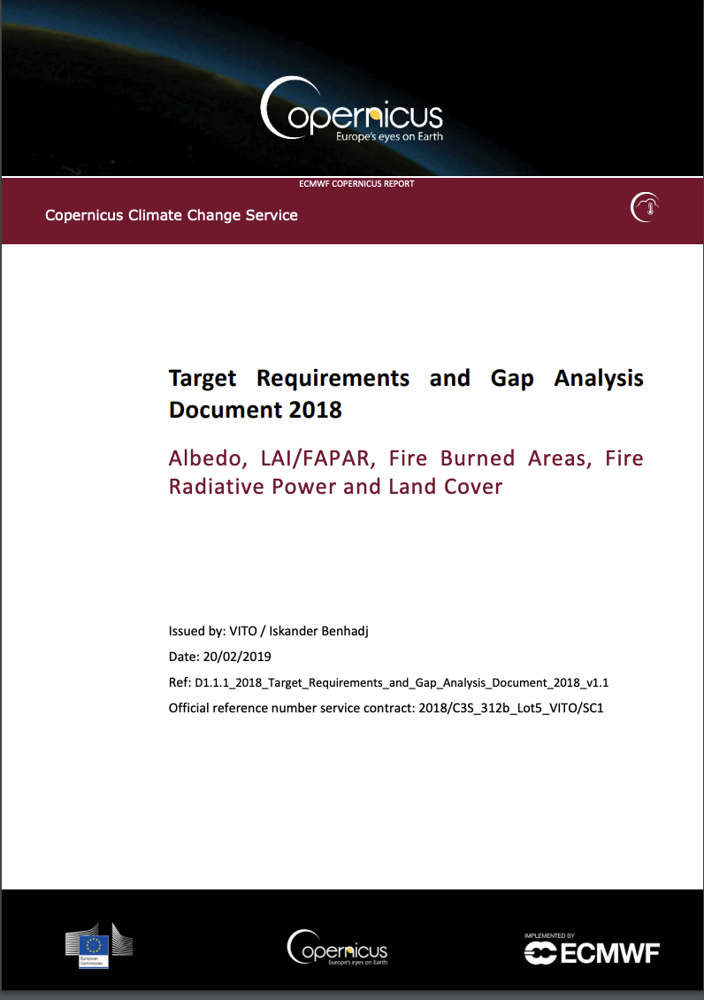 Copernicus
Europe's eyes on Earth
ECMWF COPERNICUS REPORT
Copernicus Climate Change Service
Target Requirements and Gap Analysis
Document 2018
Albedo, LAI/FAPAR, Fire Burned Areas, Fire
Radiative Power and Land Cover
Issued by: VITO / Iskander Benhadj
Date: 20/02/2019
Ref: D1.1.1_2018_Target_Requirements_and_Gap_Analysis_Document_2018_v1.1
Official reference number service contract: 2018/C3S_312b_Lot5_VITO/SC1
European
Commission
Copernicus
Europe's eyes on Earth
IMPLEMENTED BY
ECMWF